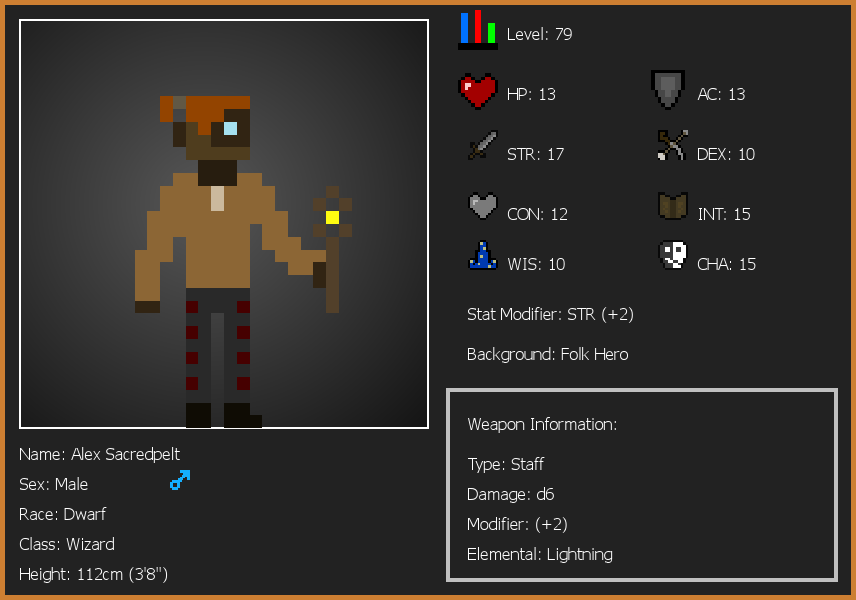 Level: 79
HP: 13
AC: 13
STR: 17
DEX: 10
CON: 12
INT: 15
WIS: 10
CHA: 15
Stat Modifier: STR (+2)
Background: Folk Hero
Weapon Information:
Type: Staff
Damage: d6
Modifier: (+2)
Elemental: Lightning
Name: Alex Sacredpelt
Sex: Male
Race: Dwarf
Class: Wizard
Height: 112cm (3'8")